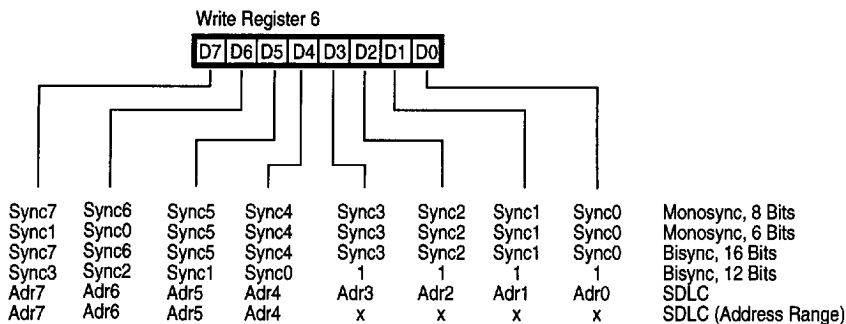 Write Register 6
D7 D6 D5 D4 D3 D2 D1 D0
Sync7 Sync6 Sync5 Sync4 Sync3 Sync2 Sync1 Sync0 Monosync, 8 Bits
Sync1 Sync0 Sync5 Sync4 Sync3 Sync2 Sync1 Sync0 Monosync, 6 Bits
Sync7 Sync6 Sync5 Sync4 Sync3 Sync2 Sync1 Sync0 Bisync, 16 Bits
Sync3 Sync2 Sync1 Sync0 1 1 1 1 Bisync, 12 Bits
Adr7 Adr6 Adr5 Adr4 Adr3 Adr2 Adr1 Adr0 SDLC
Adr7 Adr6 Adr5 Adr4 x x x x SDLC (Address Range)